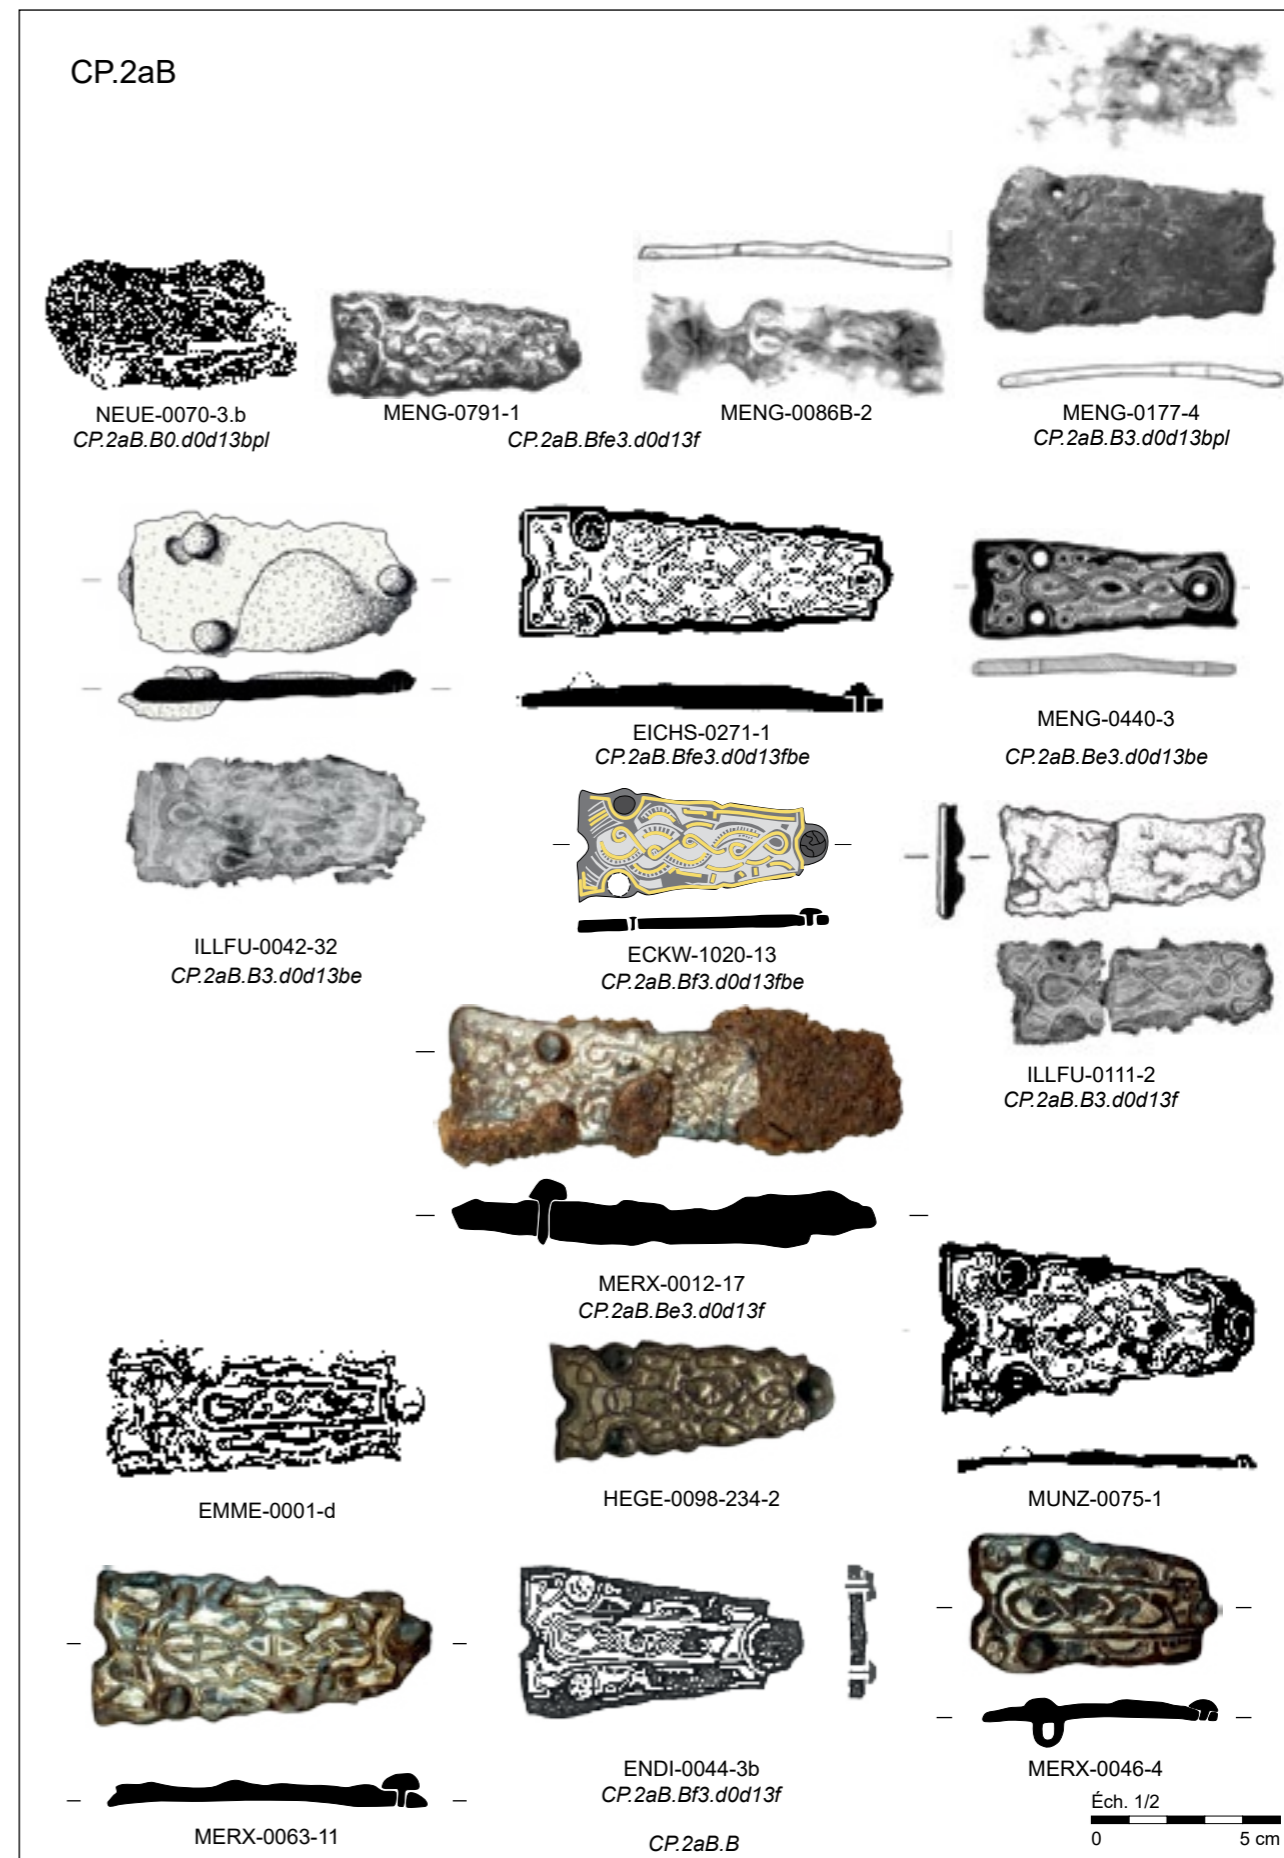 CP.2aB
NEUE-0070-3.b
CP.2aB.B0.d0d13bpl
MENG-0791-1
MENG-0086B-2
CP.2aB.Bfe3.d0d13f
MENG-0177-4
CP.2aB.B3.d0d13bpl
ILLFU-0042-32
CP.2aB.B3.d0d13be
EICHS-0271-1
CP.2aB.Bfe3.d0d13fbe
MENG-0440-3
CP.2aB.Be3.d0d13be
ECKW-1020-13
CP.2aB.Bf3.d0d13fbe
ILLFU-0111-2
CP.2aB.B3.d0d13f
MERX-0012-17
CP.2aB.Be3.d0d13f
EMME-0001-d
HEGE-0098-234-2
MUNZ-0075-1
MERX-0063-11
ENDI-0044-3b
CP.2aB.Bf3.d0d13f
MERX-0046-4
CP.2aB.B
Éch. 1/2
0 5 cm